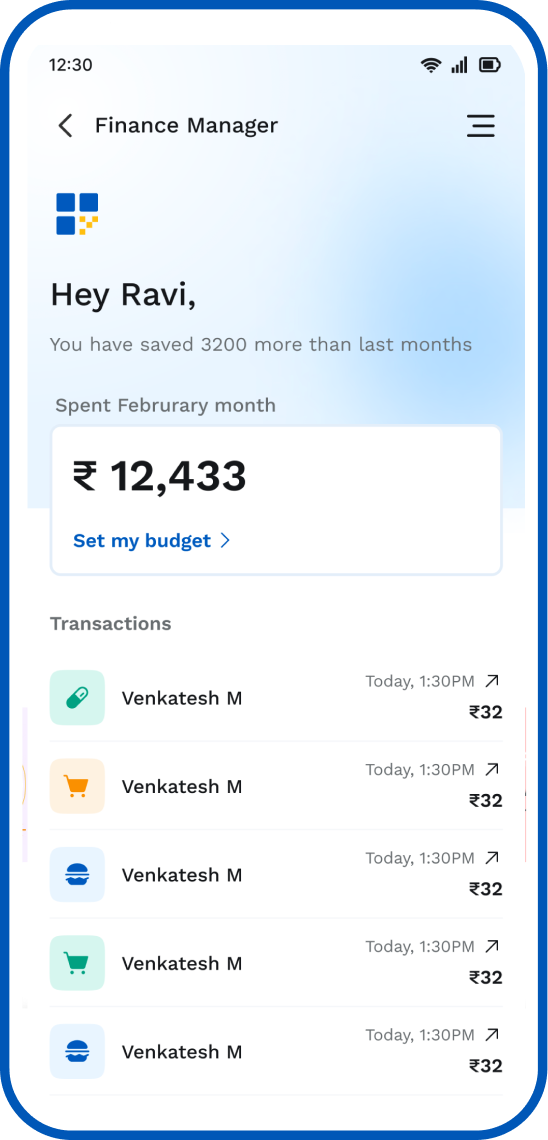 12:30
Finance Manager
Hey Ravi,
You have saved 3200 more than last months
Spent Februrary month
₹ 12,433
Set my budget
Transactions
Today, 1:30PM
Venkatesh M
₹32
Today, 1:30PM
Venkatesh M
₹32
Today, 1:30PM
Venkatesh M
₹32
Today, 1:30PM
Venkatesh M
₹32
Today, 1:30PM
Venkatesh M
₹32